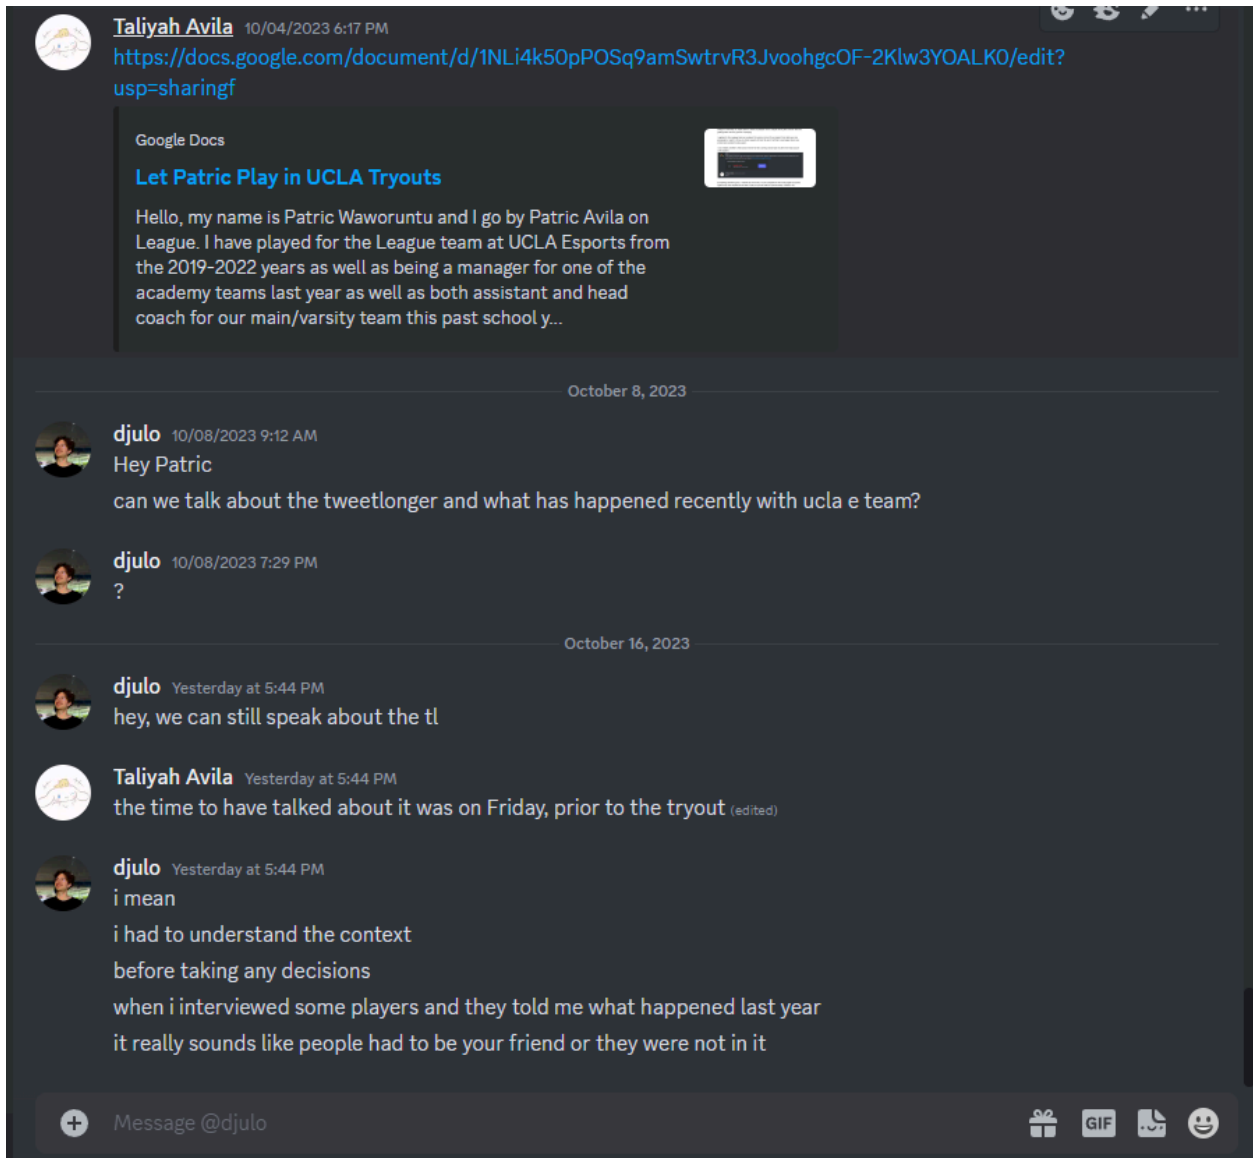 Taliyah Avila 10/04/2023 6:17 PM
https://docs.google.com/document/d/1NLi4k50pPOSq9amSwtrvR3JvoohgcOF-2Klw3YOALK0/edit?
usp=sharingf
Google Docs
Let Patric Play in UCLA Tryouts
Hello, my name is Patric Waworuntu and I go by Patric Avila on
League. I have played for the League team at UCLA Esports from
the 2019-2022 years as well as being a manager for one of the
academy teams last year as well as both assistant and head
coach for our main/varsity team this past school y...
October 8, 2023
djulo 10/08/2023 9:12 AM
Hey Patric
can we talk about the tweetlonger and what has happened recently with ucla e team?
djulo 10/08/2023 7:29 PM
?
October 16, 2023
djulo Yesterday at 5:44 PM
hey, we can still speak about the tl
Taliyah Avila Yesterday at 5:44 PM
the time to have talked about it was on Friday, prior to the tryout (edited)
djulo Yesterday at 5:44 PM
i mean
i had to understand the context
before taking any decisions
when i interviewed some players and they told me what happened last year
it really sounds like people had to be your friend or they were not in it
Message @djulo
GIF